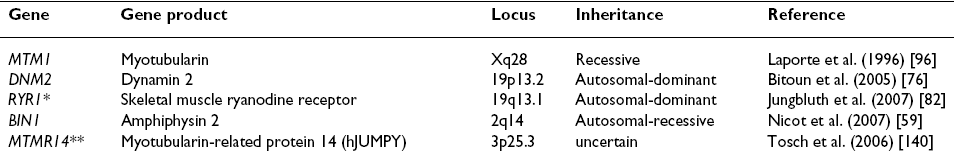 Gene Gene product Locus Inheritance Reference
MTM1 Myotubularin Xq28 Recessive Laporte et al. (1996) [96]
DNM2 Dynamin 2 19p13.2 Autosomal-dominant Bitoun et al. (2005) [76]
RYR1* Skeletal muscle ryanodine receptor 19q13.1 Autosomal-dominant Jungbluth et al. (2007) [82]
BIN1 Amphiphysin 2 2q14 Autosomal-recessive Nicot et al. (2007) [59]
MTMR14** Myotubularin-related protein 14 (hJUMPY) 3p25.3 uncertain Tosch et al. (2006) [140]